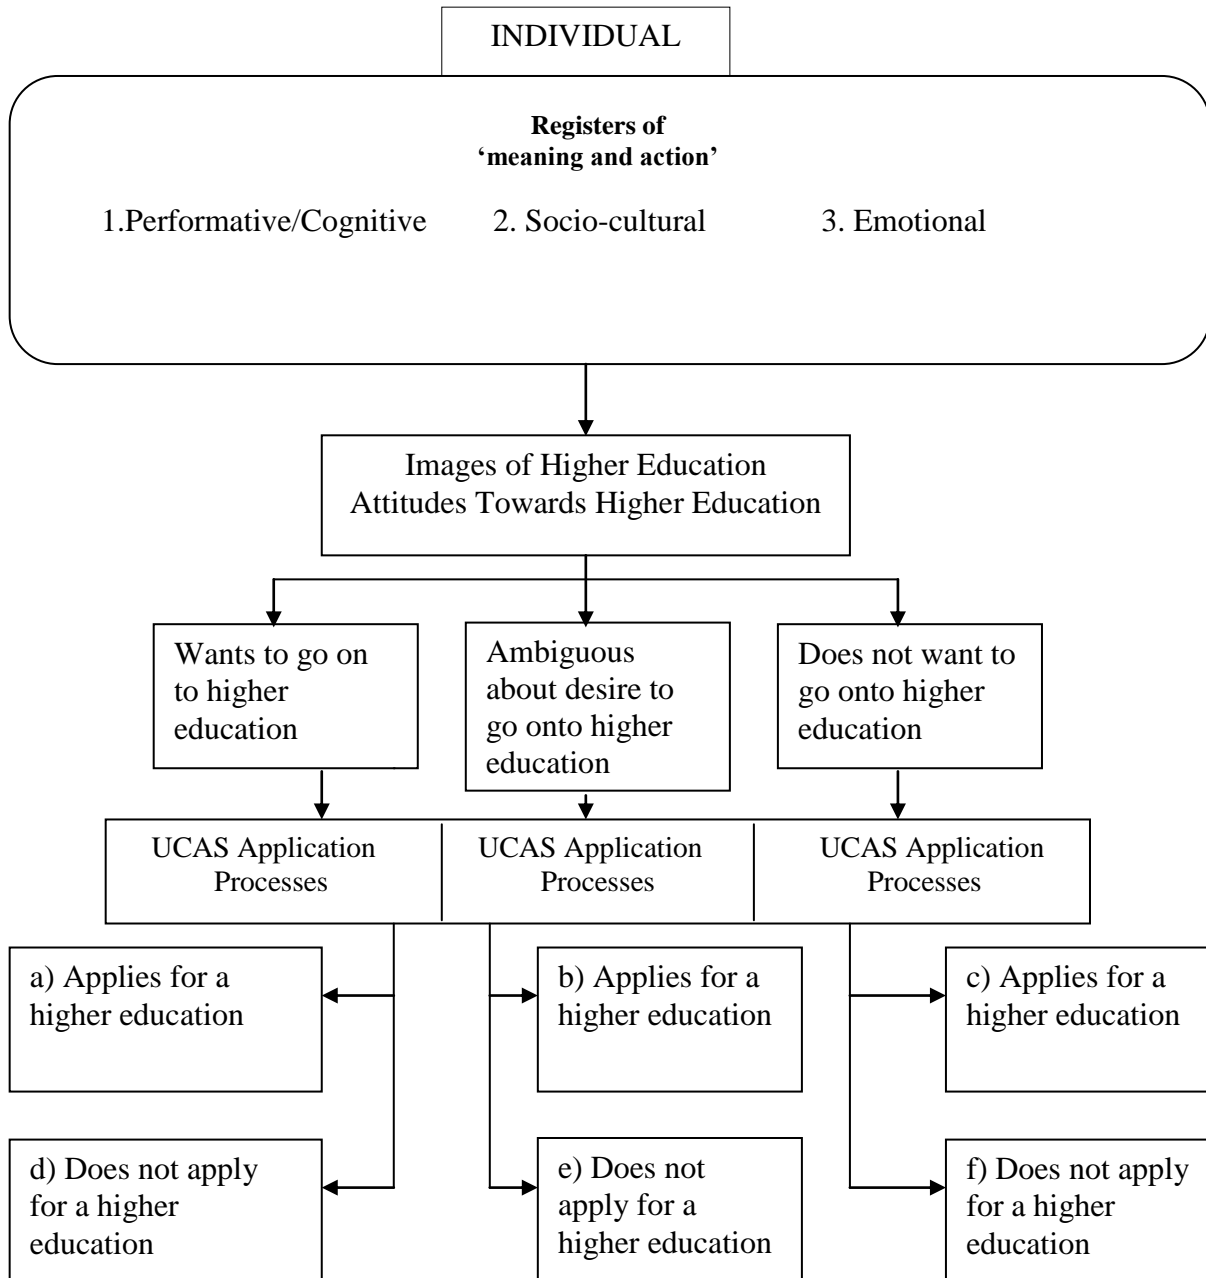 INDIVIDUAL
Registers of
‘meaning and action’
1.Performative/Cognitive 2. Socio-cultural 3. Emotional
Images of Higher Education
Attitudes Towards Higher Education
Wants to go on
to higher
education
Ambiguous
about desire to
go onto higher
education
Does not want to
go onto higher
education
UCAS Application
Processes
UCAS Application
Processes
UCAS Application
Processes
a) Applies for a
higher education
b) Applies for a
higher education
c) Applies for a
higher education
d) Does not apply
for a higher
education
e) Does not
apply for a
higher education
f) Does not apply
for a higher
education